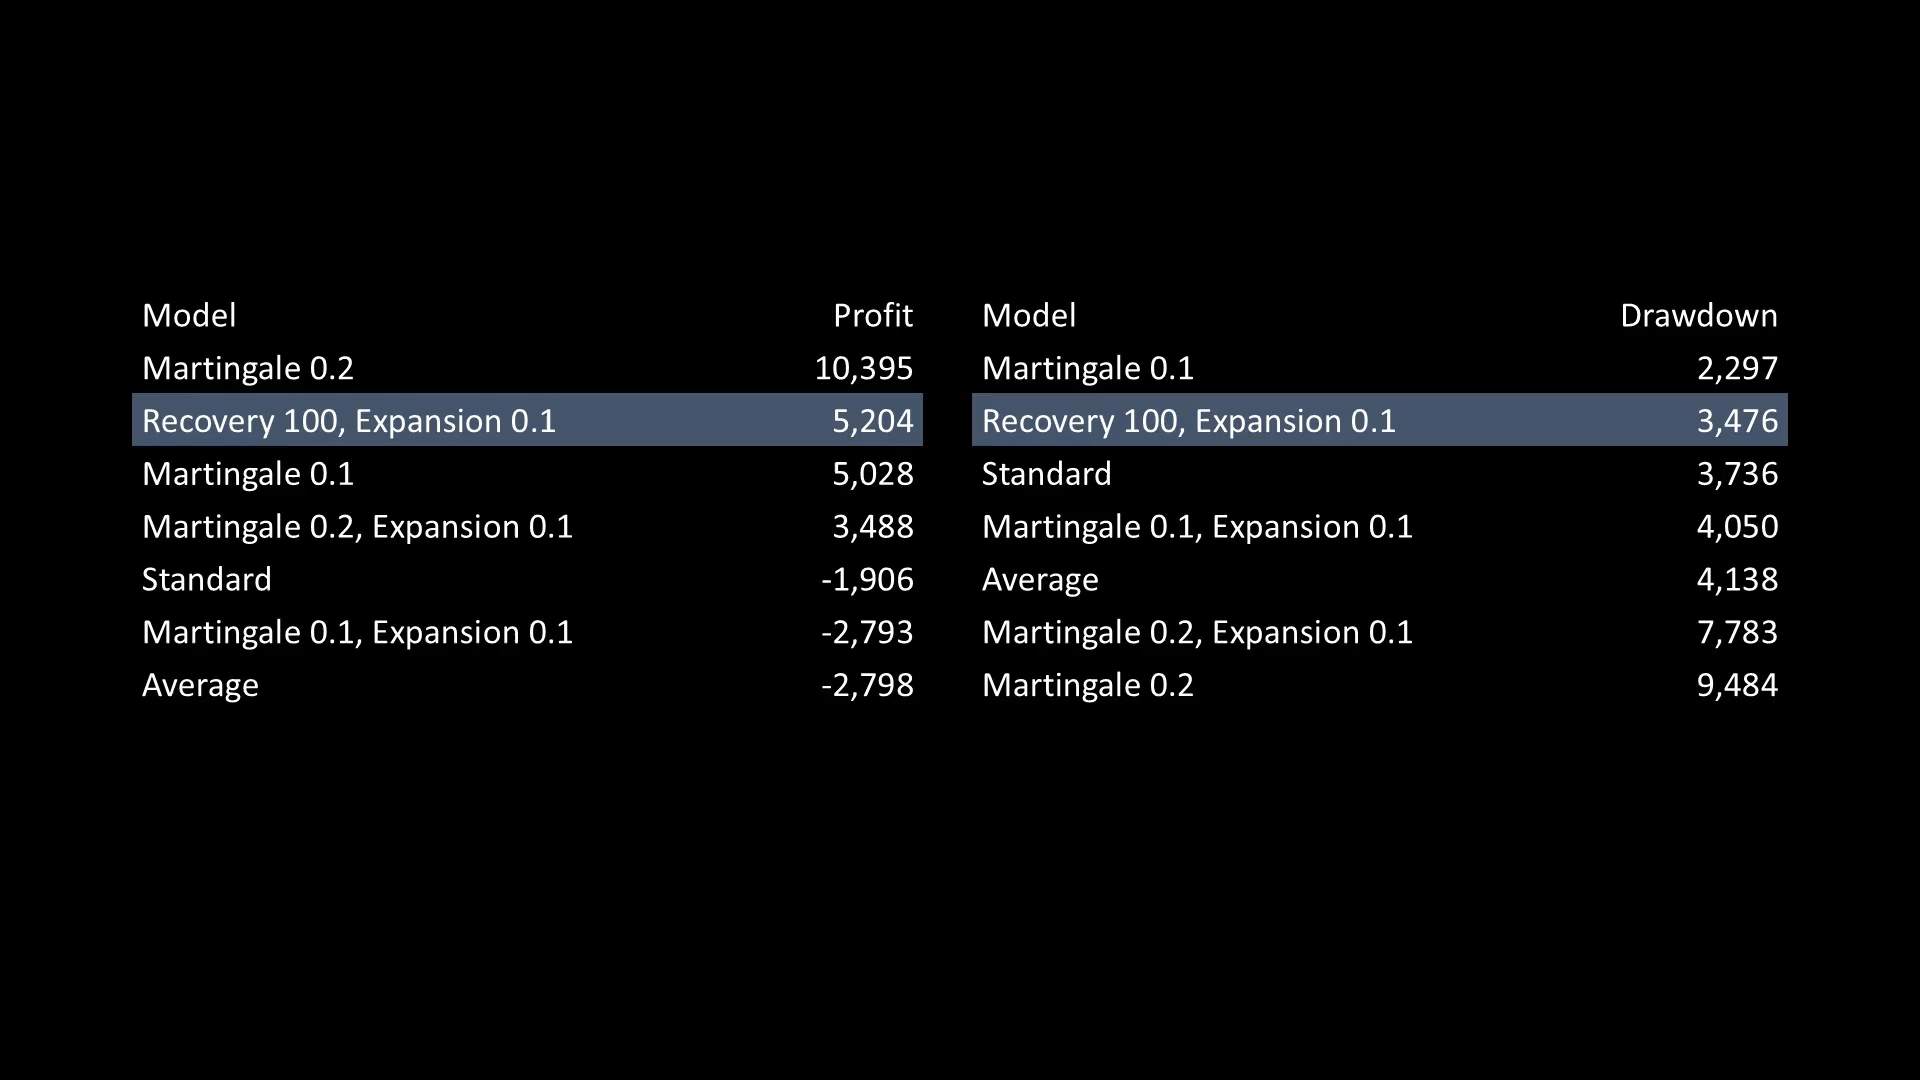 Model Profit Model Drawdown
Martingale 0.2 10,395 Martingale 0.1 2,297
Recovery 100, Expansion 0.1 5,204 Recovery 100, Expansion 0.1 3,476
Martingale 0.1 5,028 Standard 3,736
Martingale 0.2, Expansion 0.1 3,488 Martingale 0.1, Expansion 0.1 4,050
Standard -1,906 Average 4,138
Martingale 0.1, Expansion 0.1 -2,793 Martingale 0.2, Expansion 0.1 7,783
Average -2,798 Martingale 0.2 9,484